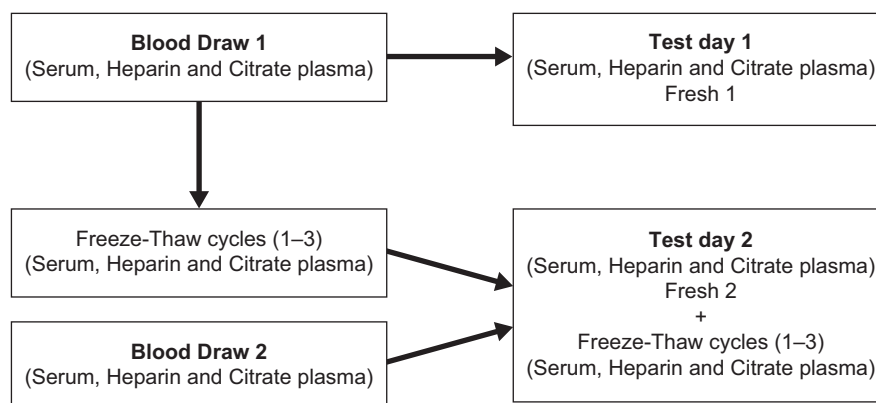 Blood Draw 1
(Serum, Heparin and Citrate plasma)
Test day 1
(Serum, Heparin and Citrate plasma)
Fresh 1
Freeze-Thaw cycles (1–3)
(Serum, Heparin and Citrate plasma)
Blood Draw 2
(Serum, Heparin and Citrate plasma)
Test day 2
(Serum, Heparin and Citrate plasma)
Fresh 2
+
Freeze-Thaw cycles (1–3)
(Serum, Heparin and Citrate plasma)